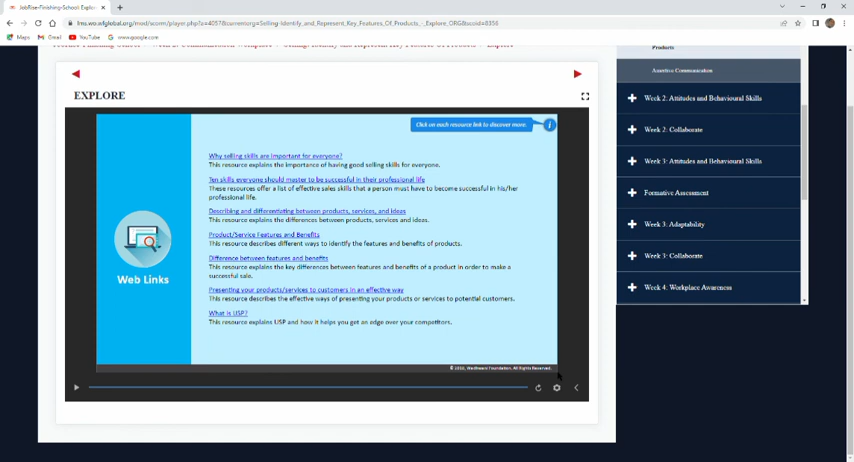 JobRise-Finishing-School: Explore
lms.wo.wfglobal.org/mod/scorm/player.php?a=4057&currentorg=Selling-Identify_and_Represent_Key_Features_Of_Products_-_Explore_ORG&scoid=8356
Maps
Gmail
YouTube
www.google.com
Products
Assertive Communication
Week 2: Attitudes and Behavioural Skills
Week 2: Collaborate
Week 3: Attitudes and Behavioural Skills
Formative Assessment
Week 3: Adaptability
Week 3: Collaborate
Week 4: Workplace Awareness
EXPLORE
Click on each resource link to discover more.
i
Why selling skills are important for everyone?
This resource explains the importance of having good selling skills for everyone.
Ten skills everyone should master to be successful in their professional life
These resources offer a list of effective sales skills that a person must have to become successful in his/her
professional life.
Describing and differentiating between products, services, and ideas
This resource explains the differences between products, services and ideas.
Product/Service Features and Benefits
This resource describes different ways to identify the features and benefits of products.
Difference between features and benefits
This resource explains the key differences between features and benefits of a product in order to make a
successful sale.
Presenting your products/services to customers in an effective way
This resource describes the effective ways of presenting your products or services to potential customers.
What is USP?
This resource explains USP and how it helps you get an edge over your competitors.
Web Links
Wadhwani Foundation. All Rights Reserved.